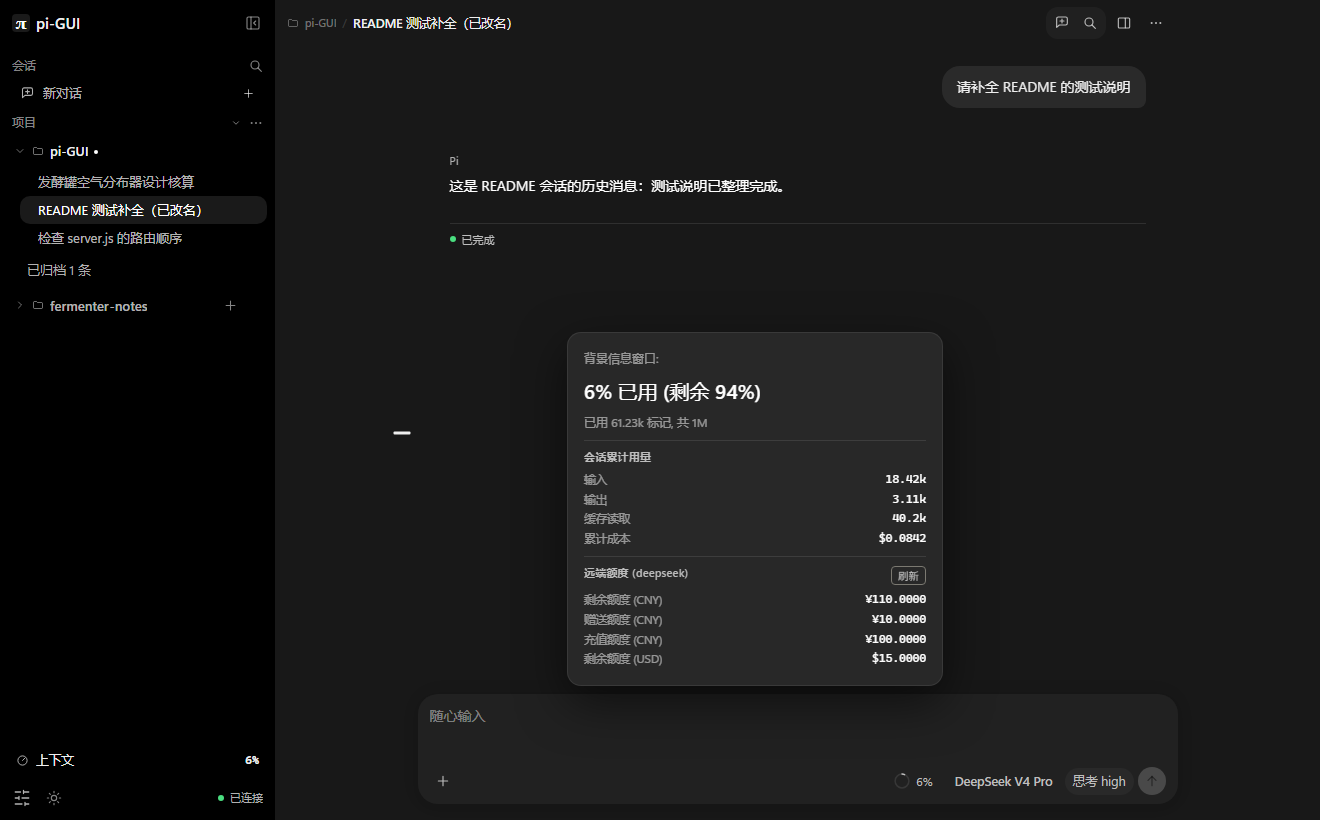 π pi-GUI
会话
新对话
项目
pi-GUI
发酵罐空气分布器设计核算
README 测试补全（已改名）
检查 server.js 的路由顺序
已归档 1 条
fermenter-notes
上下文 6%
已连接
pi-GUI / README 测试补全（已改名）
请补全 README 的测试说明
Pi
这是 README 会话的历史消息：测试说明已整理完成。
已完成
背景信息窗口:
6% 已用 (剩余 94%)
已用 61.23k 标记, 共 1M
会话累计用量
输入 18.42k
输出 3.11k
缓存读取 40.2k
累计成本 $0.0842
远端额度 (deepseek) 刷新
剩余额度 (CNY) ¥110.0000
赠送额度 (CNY) ¥10.0000
充值额度 (CNY) ¥100.0000
剩余额度 (USD) $15.0000
随心输入
6% DeepSeek V4 Pro 思考 high